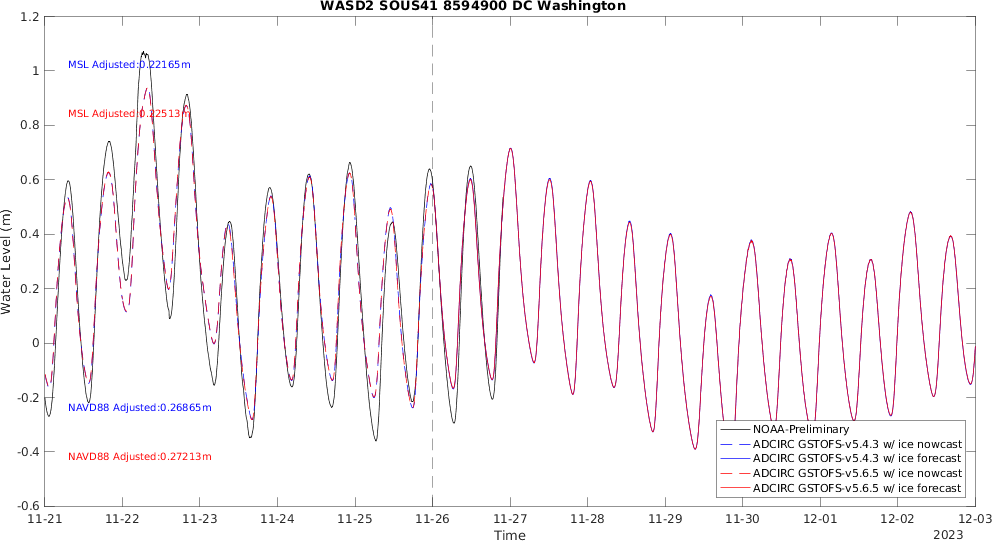 WASD2 SOUS41 8594900 DC Washington
1.2
1
0.8
0.6
0.4
0.2
0
-0.2
-0.4
-0.6
Water Level (m)
MSL Adjusted:0.22165m
MSL Adjusted:0.22513m
NAVD88 Adjusted:0.26865m
NAVD88 Adjusted:0.27213m
NOAA-Preliminary
ADCIRC GSTOFS-v5.4.3 w/ ice nowcast
ADCIRC GSTOFS-v5.4.3 w/ ice forecast
ADCIRC GSTOFS-v5.6.5 w/ ice nowcast
ADCIRC GSTOFS-v5.6.5 w/ ice forecast
11-21 11-22 11-23 11-24 11-25 11-26 11-27 11-28 11-29 11-30 12-01 12-02 12-03
Time
2023